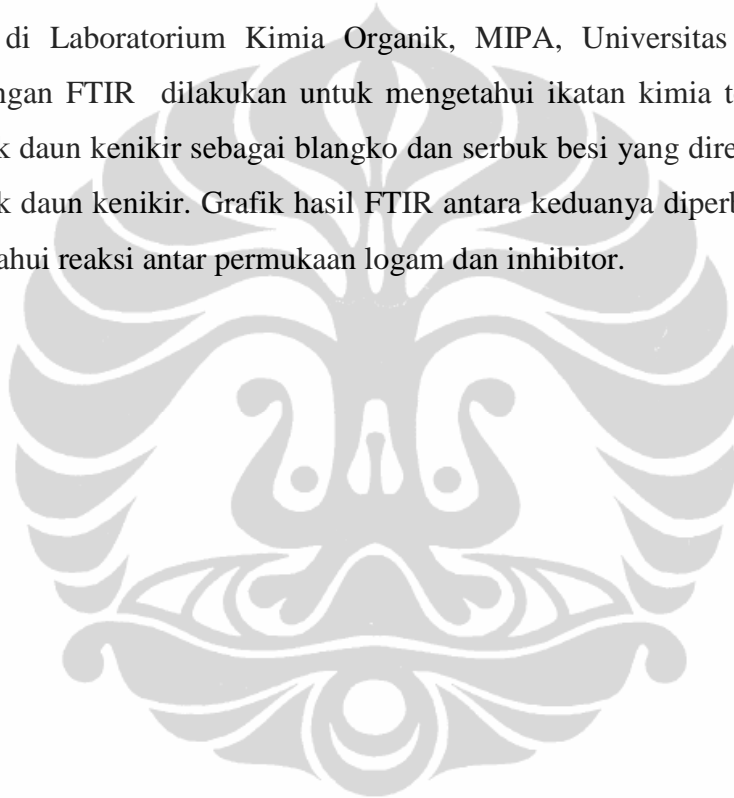 di Laboratorium Kimia Organik, MIPA, Universitas
ngan FTIR dilakukan untuk mengetahui ikatan kimia t
k daun kenikir sebagai blangko dan serbuk besi yang dire
k daun kenikir. Grafik hasil FTIR antara keduanya diperb
ahui reaksi antar permukaan logam dan inhibitor.